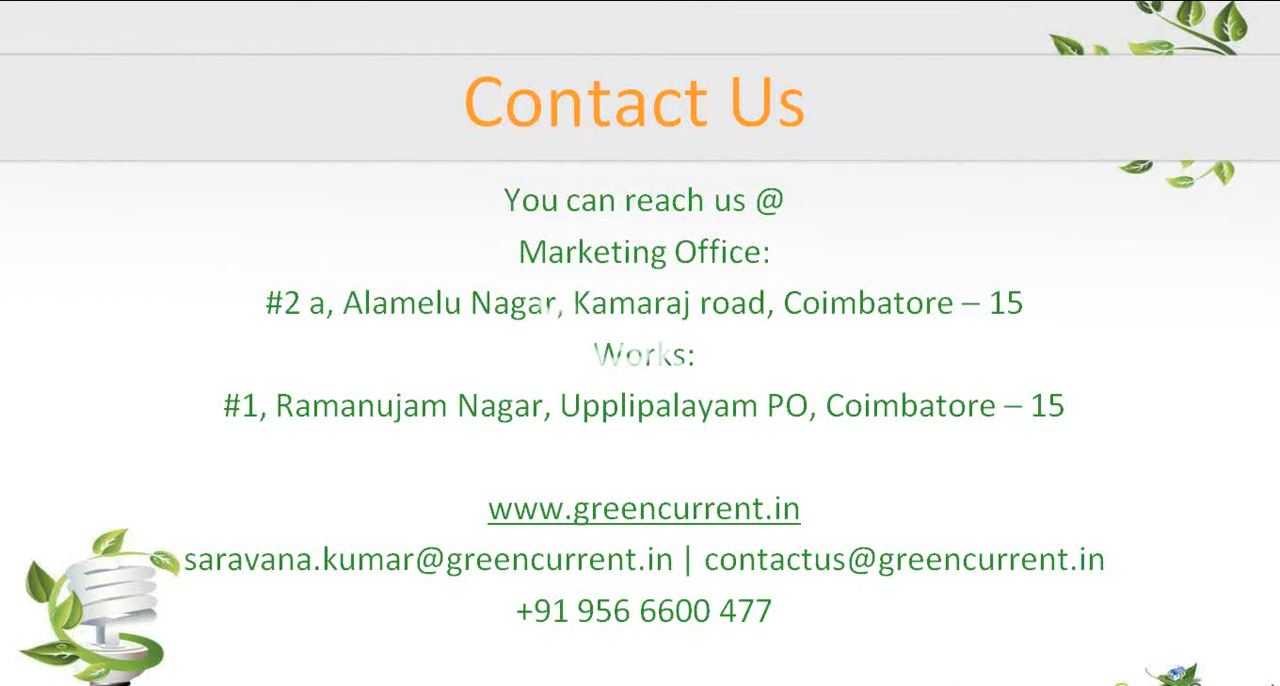 Contact Us
You can reach us @
Marketing Office:
#2 a, Alamelu Nagar, Kamaraj road, Coimbatore – 15
Works:
#1, Ramanujam Nagar, Upplipalayam PO, Coimbatore – 15
www.greencurrent.in
saravana.kumar@greencurrent.in | contactus@greencurrent.in
+91 956 6600 477